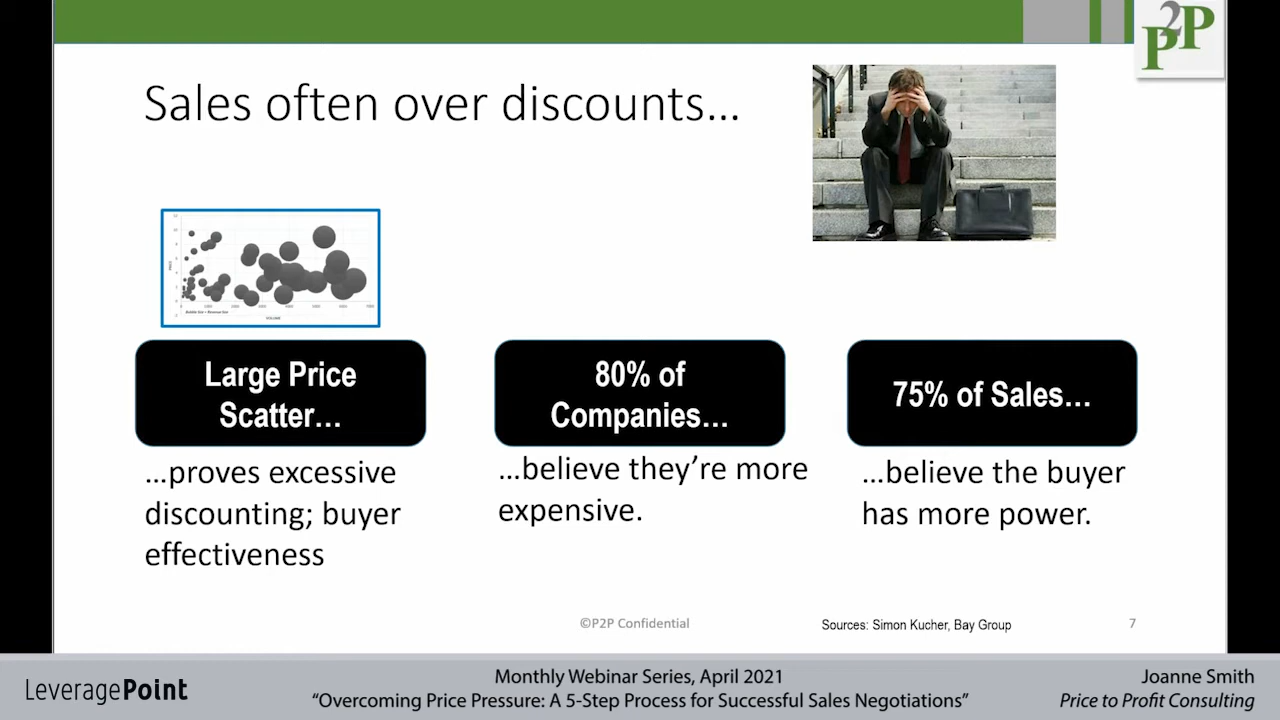 P2P
Sales often over discounts...
PRICE
VOLUME
Large Price
Scatter...
80% of
Companies...
75% of Sales...
...proves excessive
discounting; buyer
effectiveness
...believe they’re more
expensive.
...believe the buyer
has more power.
©P2P Confidential
Sources: Simon Kucher, Bay Group
7
LeveragePoint
Monthly Webinar Series, April 2021
“Overcoming Price Pressure: A 5-Step Process for Successful Sales Negotiations”
Joanne Smith
Price to Profit Consulting